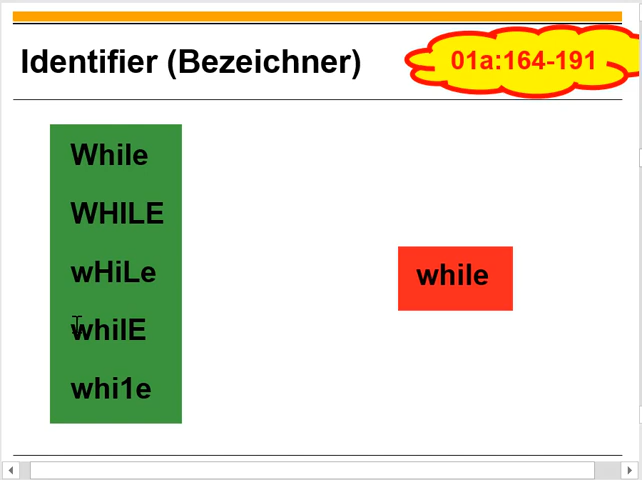 Identifier (Bezeichner)
01a:164-191
While
WHILE
wHiLe
whilE
whi1e
while